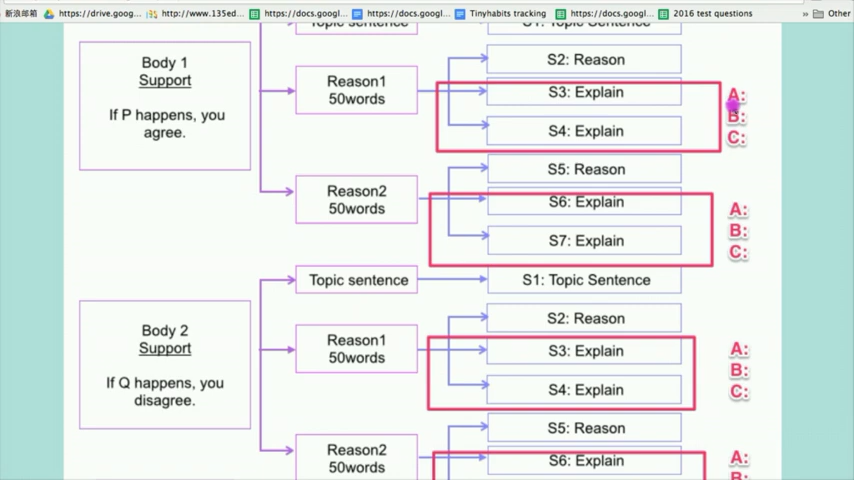 新浪邮箱 https://drive.goog... http://www.135ed... https://docs.googl... https://docs.googl... Tinyhabits tracking https://docs.googl... 2016 test questions » Other
Topic sentence
S1: Topic Sentence
Body 1
Support
If P happens, you
agree.
Reason1
50words
S2: Reason
S3: Explain
S4: Explain
A:
B:
C:
Reason2
50words
S5: Reason
S6: Explain
S7: Explain
A:
B:
C:
Body 2
Support
If Q happens, you
disagree.
Topic sentence
S1: Topic Sentence
Reason1
50words
S2: Reason
S3: Explain
S4: Explain
A:
B:
C:
Reason2
50words
S5: Reason
S6: Explain
A:
B: